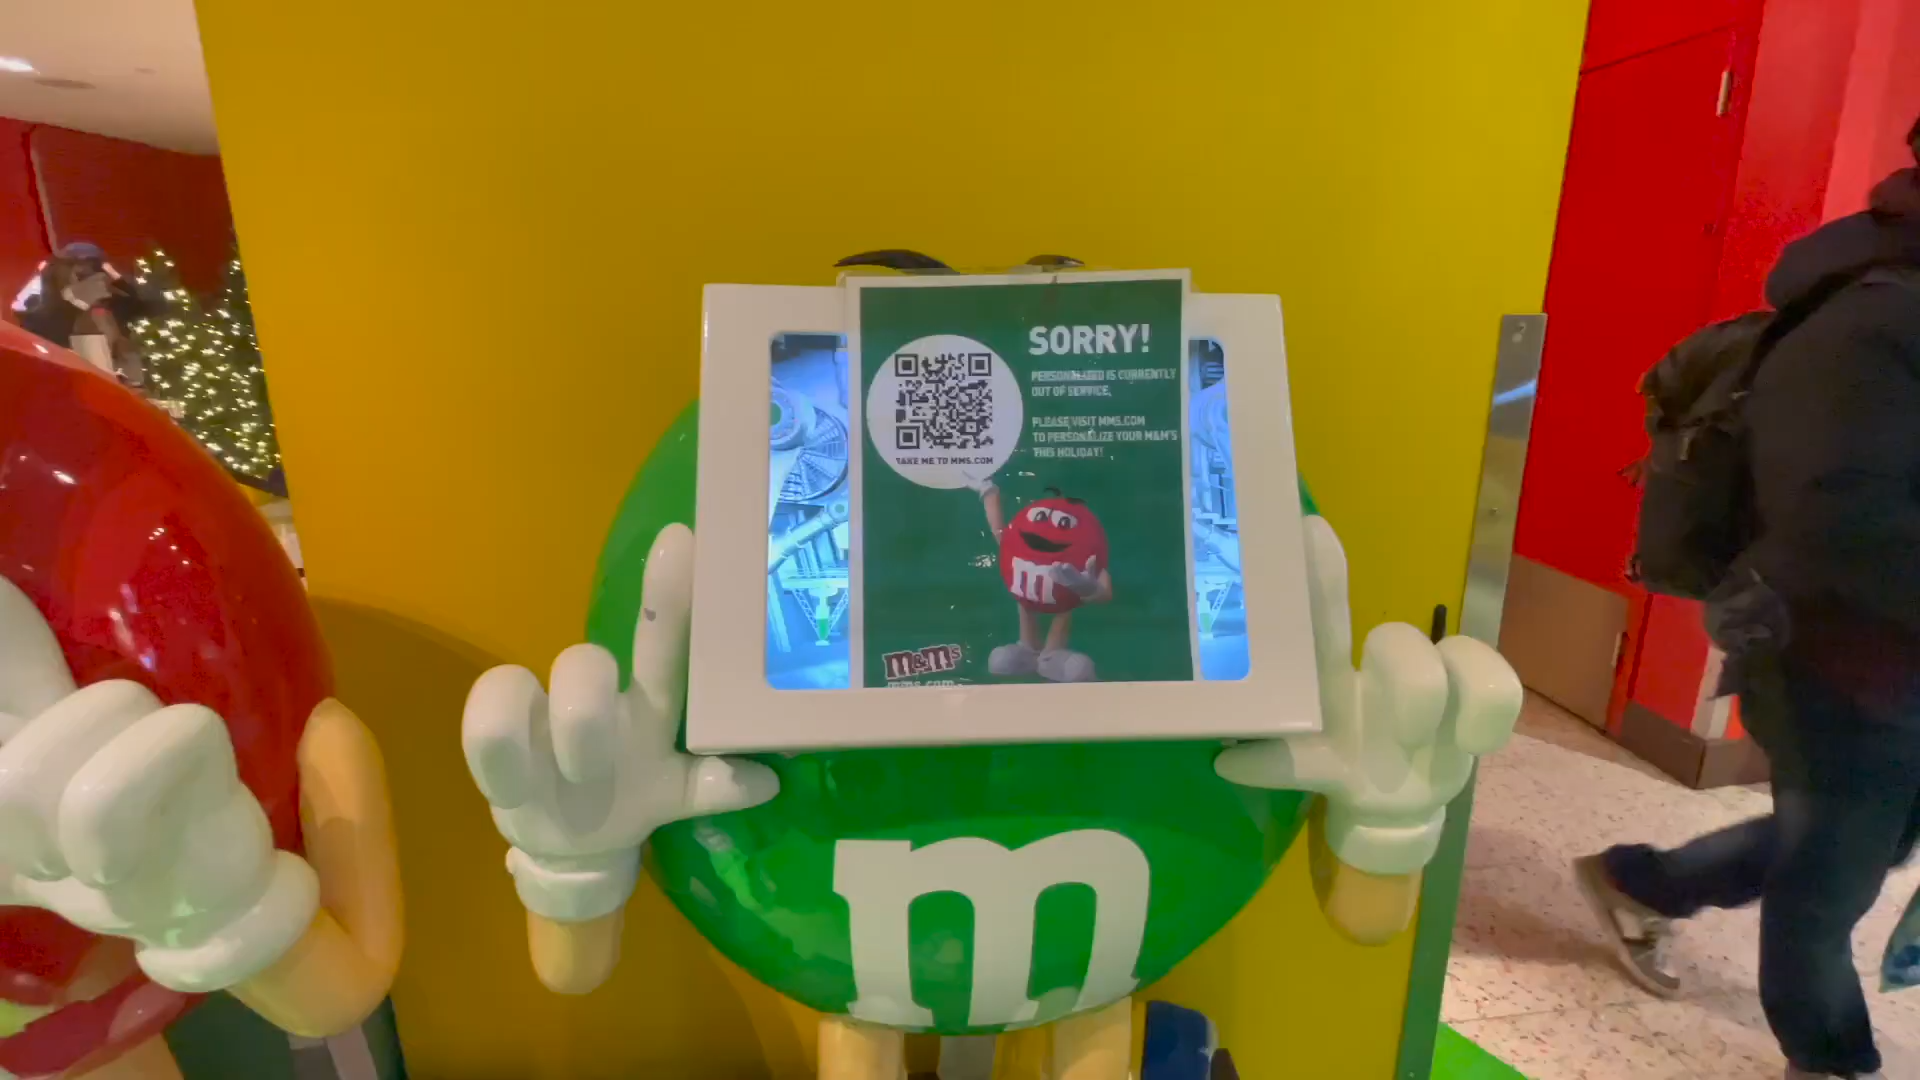 SORRY!
PERSONALIZED IS CURRENTLY
OUT OF SERVICE,
PLEASE VISIT MMS.COM
TO PERSONALIZE YOUR M&M'S
THIS HOLIDAY!
TAKE ME TO MMS.COM
m
m&m's
mms.com
m